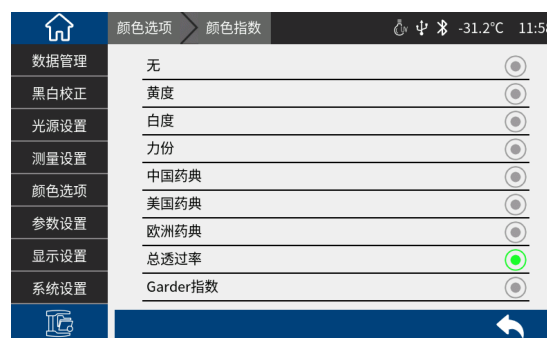 颜色选项 颜色指数 -31.2℃ 11:58
数据管理
黑白校正
光源设置
测量设置
颜色选项
参数设置
显示设置
系统设置
无
黄度
白度
力份
中国药典
美国药典
欧洲药典
总透过率
Garder指数